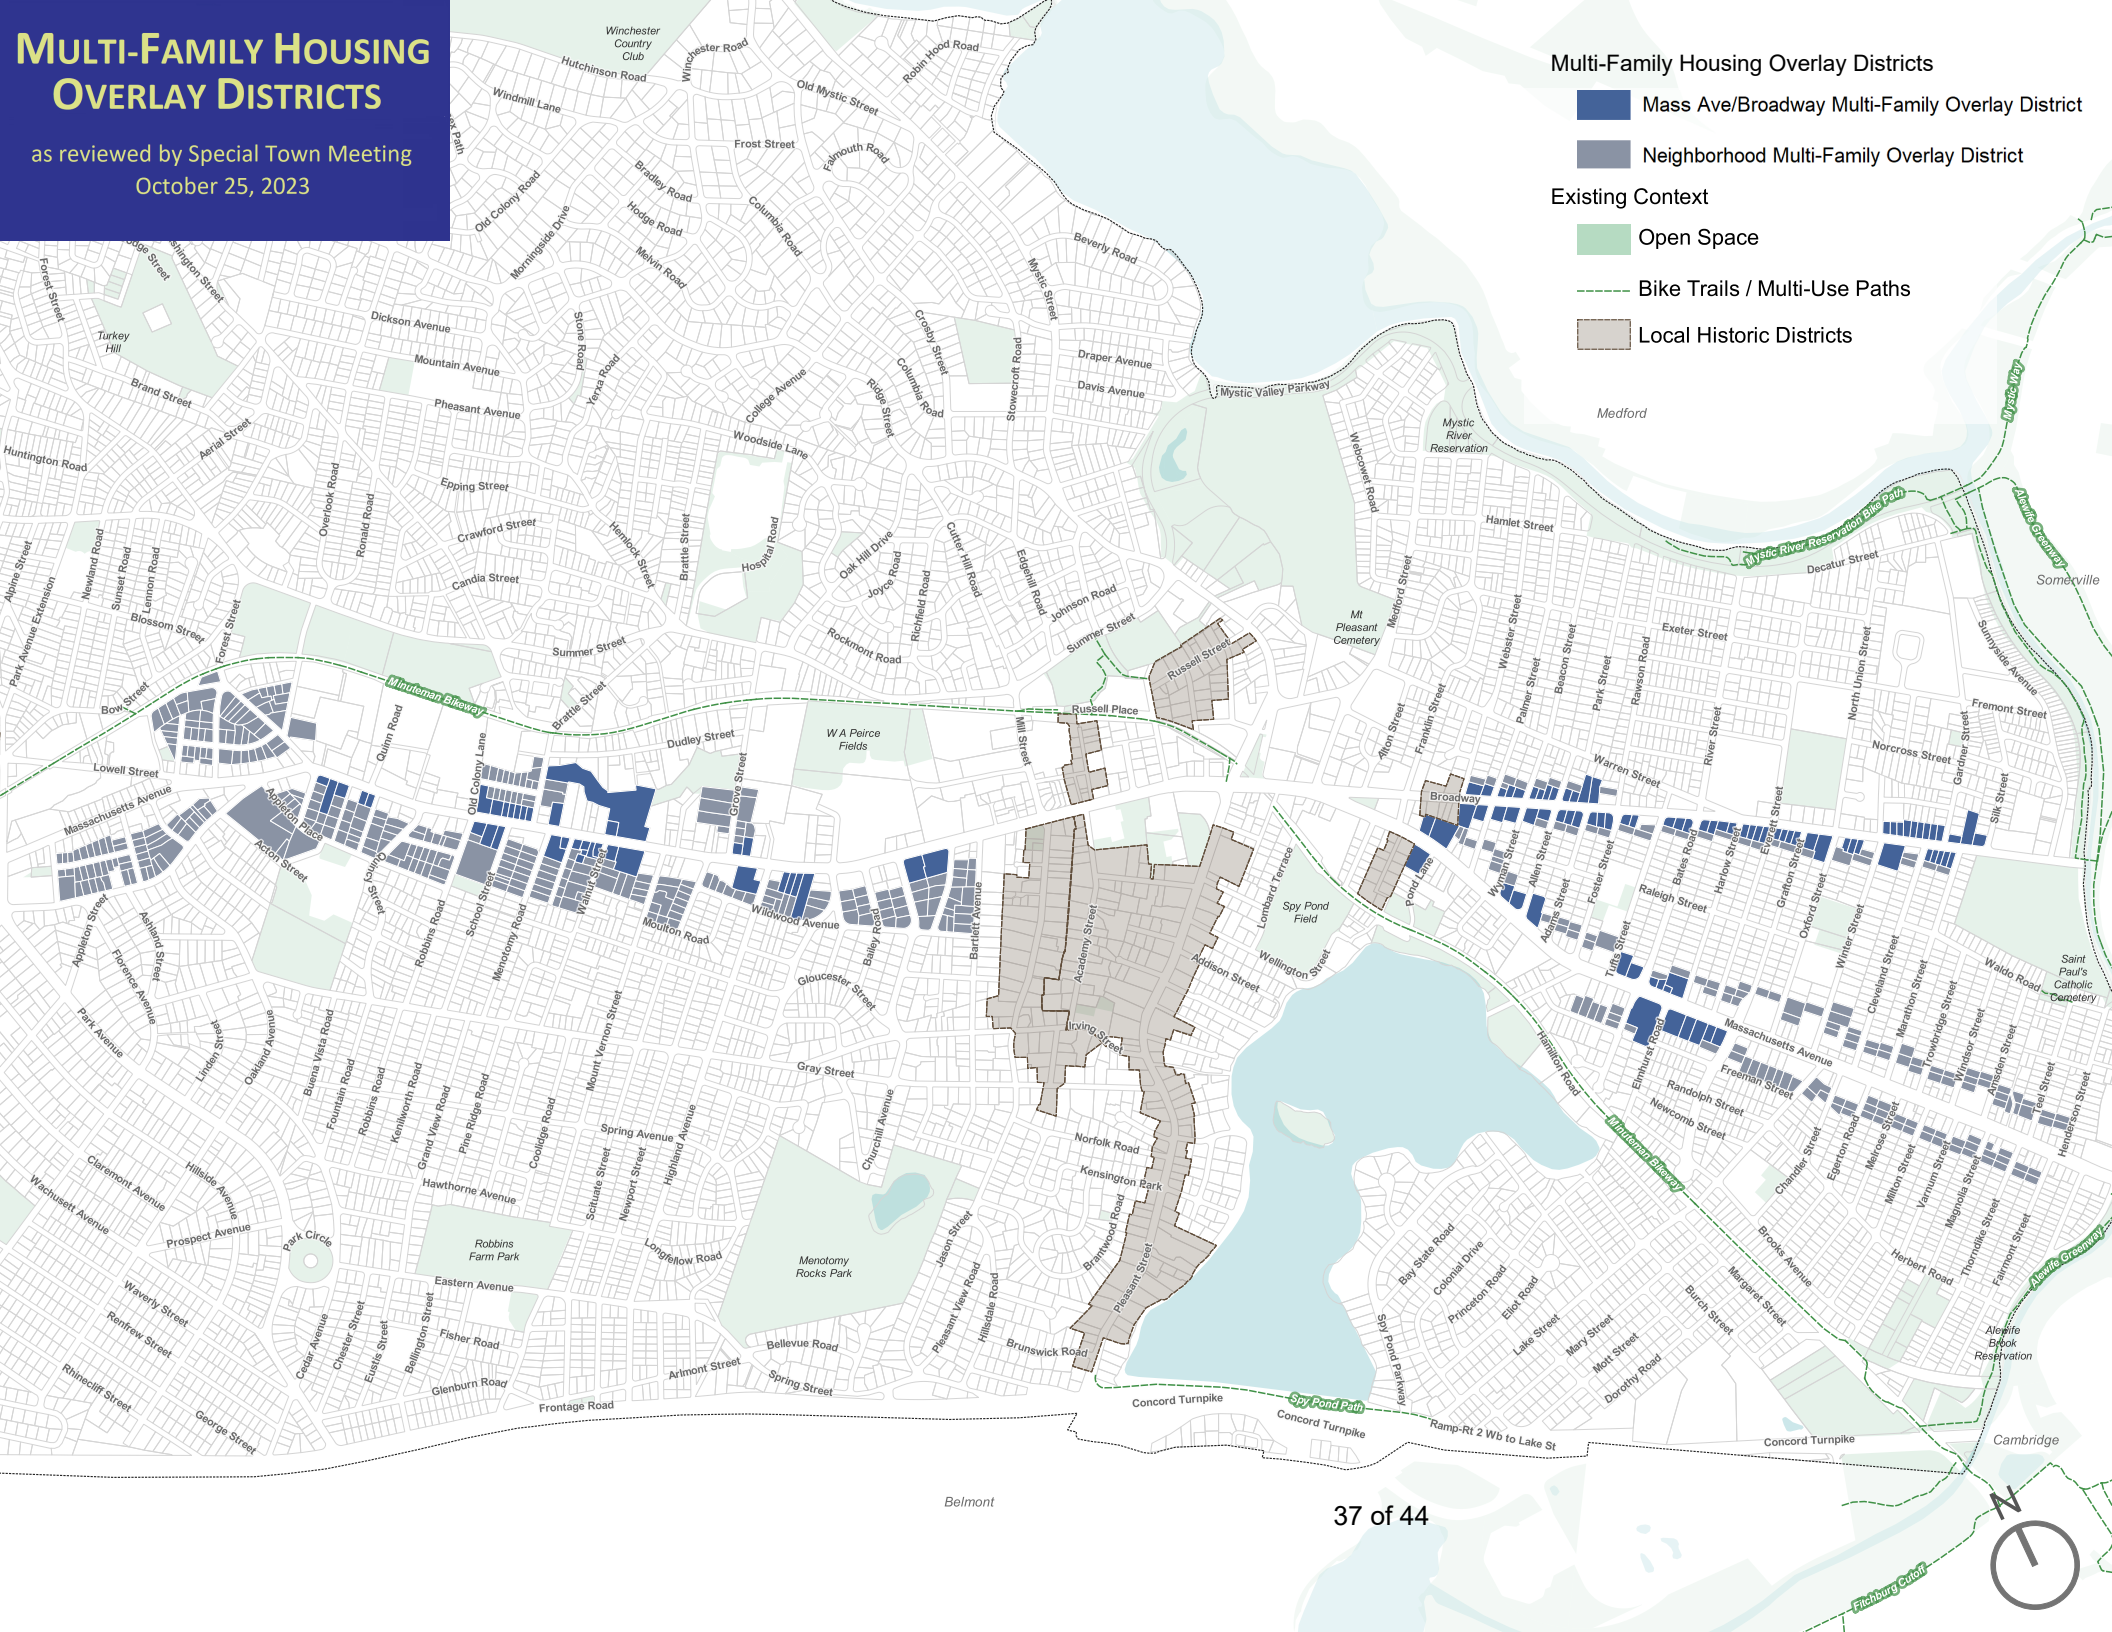 MULTI-FAMILY HOUSING
OVERLAY DISTRICTS
as reviewed by Special Town Meeting
October 25, 2023
Multi-Family Housing Overlay Districts
Mass Ave/Broadway Multi-Family Overlay District
Neighborhood Multi-Family Overlay District
Existing Context
Open Space
Bike Trails / Multi-Use Paths
Local Historic Districts
Winchester
Country
Club
Hutchinson Road
Winchester Road
Robin Hood Road
Windmill Lane
Old Mystic Street
Frost Street
Falmouth Road
Bradley Road
Old Colony Road
Hodge Road
Columbia Road
Morningside Drive
Melvin Road
Beverly Road
Mystic Street
Forest Street
Turkey
Hill
Dickson Avenue
Stone Road
Crosby Street
Mountain Avenue
Yerxa Road
Columbia Road
Stowecroft Road
Draper Avenue
Davis Avenue
Mystic Valley Parkway
Brand Street
Pheasant Avenue
College Avenue
Ridge Street
Medford
Mystic Way
Aerial Street
Woodside Lane
Mystic
River
Reservation
Webcowet Road
Huntington Road
Overlook Road
Ronald Road
Epping Street
Crawford Street
Hemlock Street
Brattle Street
Hospital Road
Oak Hill Drive
Cutter Hill Road
Hamlet Street
Mystic River Reservation Bike Path
Alewife Greenway
Decatur Street
Somerville
Alpine Street
Newland Road
Sunset Road
Lennon Road
Candia Street
Joyce Road
Richfield Road
Edgehill Road
Johnson Road
Summer Street
Park Avenue Extension
Blossom Street
Forest Street
Summer Street
Rockmont Road
Russell Street
Mt
Pleasant
Cemetery
Medford Street
Webster Street
Beacon Street
Exeter Street
Sunnyside Avenue
Palmer Street
Park Street
Rawson Road
North Union Street
Bow Street
Minuteman Bikeway
Brattle Street
Russell Place
Mill Street
Dudley Street
W A Peirce
Fields
Quinn Road
Old Colony Lane
Grove Street
Alton Street
Franklin Street
River Street
Fremont Street
Norcross Street
Gardner Street
Silk Street
Warren Street
Lowell Street
Massachusetts Avenue
Appleton Place
Acton Street
Quincy Street
Broadway
Everett Street
Bates Road
Harlow Street
Grafton Street
Wyman Street
Allen Street
Foster Street
Raleigh Street
Oxford Street
Pond Lane
Lombard Terrace
Spy Pond
Field
School Street
Walnut Street
Moulton Road
Wildwood Avenue
Bailey Road
Bartlett Avenue
Appleton Street
Ashland Street
Robbins Road
Menotomy Road
Adams Street
Tufts Street
Winter Street
Cleveland Street
Marathon Street
Trowbridge Street
Windsor Street
Amsden Street
Teel Street
Henderson Street
Waldo Road
Saint
Paul's
Catholic
Cemetery
Academy Street
Addison Street
Wellington Street
Irving Street
Gloucester Street
Florence Avenue
Park Avenue
Linden Street
Oakland Avenue
Buena Vista Road
Mount Vernon Street
Gray Street
Churchill Avenue
Fountain Road
Robbins Road
Kenilworth Road
Grand View Road
Pine Ridge Road
Coolidge Road
Spring Avenue
Highland Avenue
Scituate Street
Newport Street
Norfolk Road
Kensington Park
Brantwood Road
Pleasant Street
Hamilton Road
Elmhurst Road
Massachusetts Avenue
Freeman Street
Randolph Street
Newcomb Street
Chandler Street
Egerton Road
Melrose Street
Milton Street
Varnum Street
Magnolia Street
Thorndike Street
Fairmont Street
Herbert Road
Minuteman Bikeway
Brooks Avenue
Margaret Street
Burch Street
Alewife Greenway
Alewife
Brook
Reservation
Claremont Avenue
Hillside Avenue
Wachusett Avenue
Prospect Avenue
Park Circle
Hawthorne Avenue
Robbins
Farm Park
Eastern Avenue
Longfellow Road
Menotomy
Rocks Park
Jason Street
Pleasant View Road
Hillsdale Road
Brunswick Road
Bay State Road
Colonial Drive
Princeton Road
Eliot Road
Lake Street
Mary Street
Mott Street
Dorothy Road
Spy Pond Parkway
Waverly Street
Renfrew Street
Rhinecliff Street
George Street
Cedar Avenue
Chester Street
Eustis Street
Bellington Street
Fisher Road
Glenburn Road
Frontage Road
Arlmont Street
Bellevue Road
Spring Street
Concord Turnpike
Spy Pond Path
Concord Turnpike
Ramp-Rt 2 Wb to Lake St
Concord Turnpike
Cambridge
Belmont
37 of 44
Fitchburg Cutoff
N